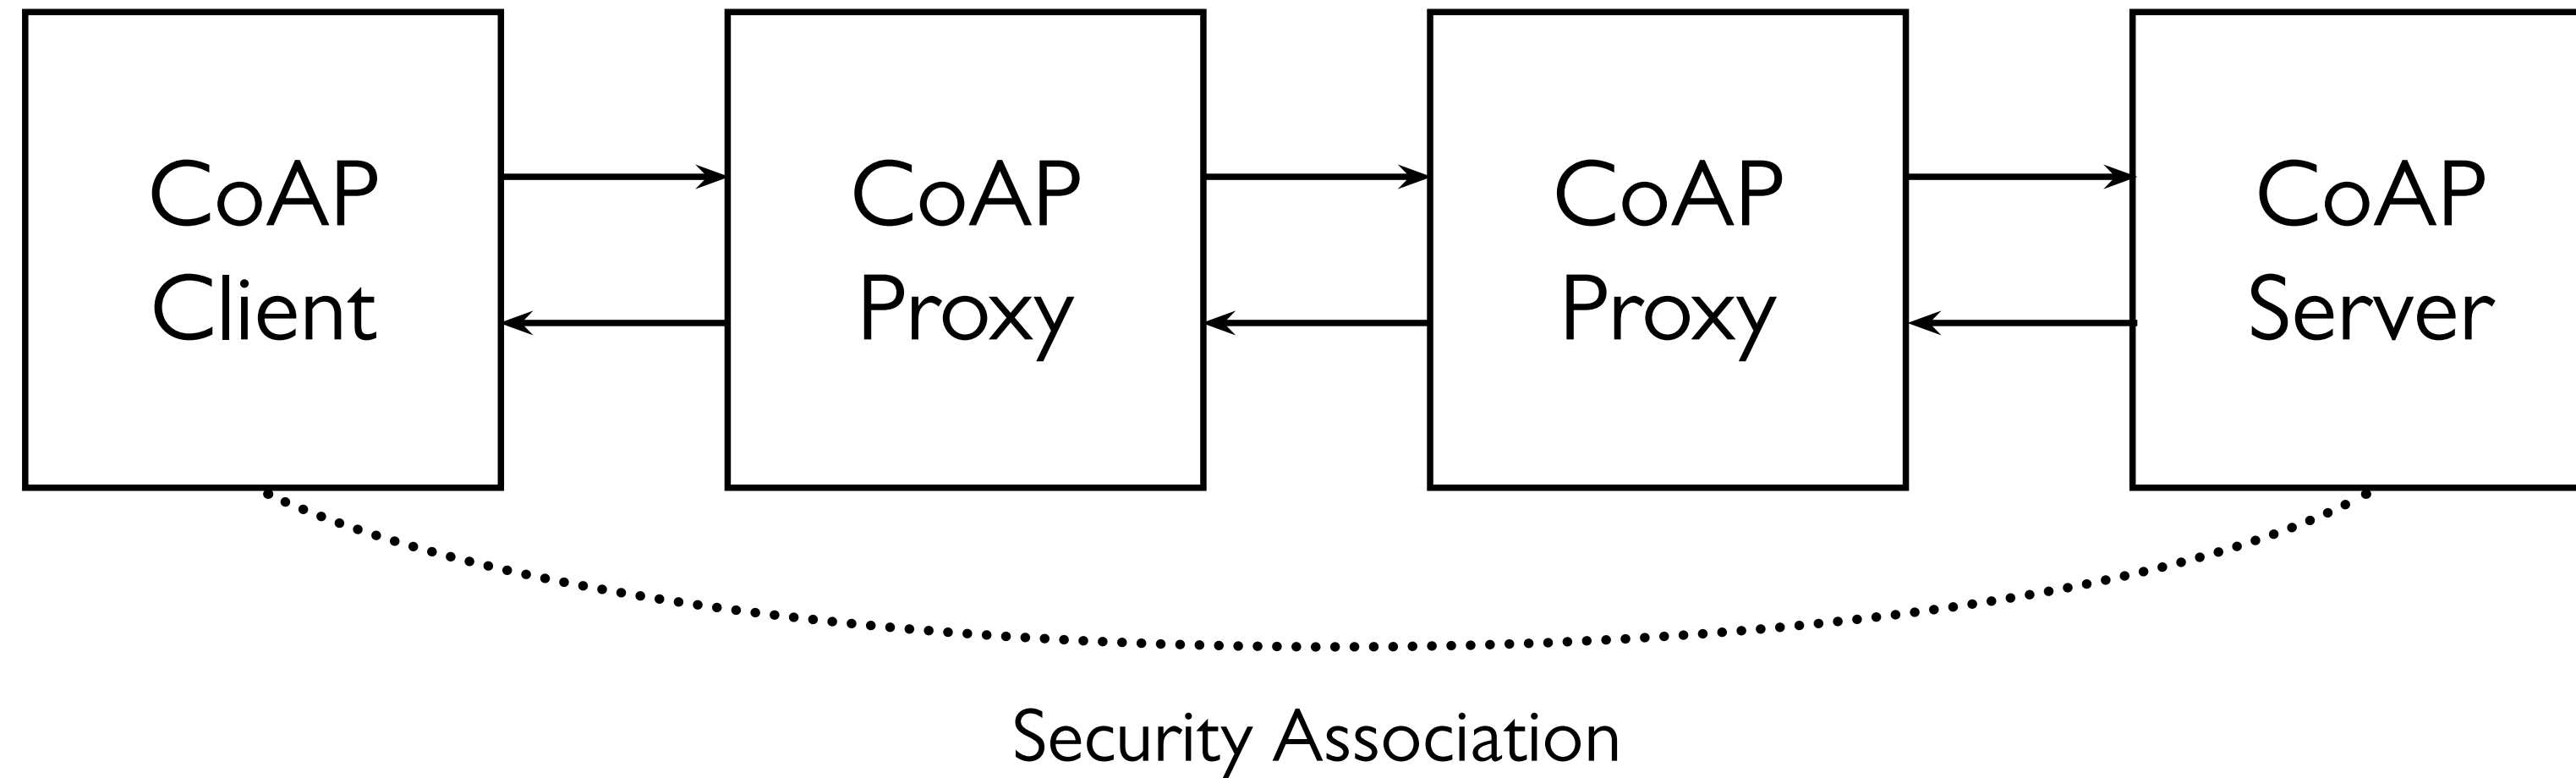 CoAP
Client
CoAP
Proxy
CoAP
Proxy
CoAP
Server
Security Association